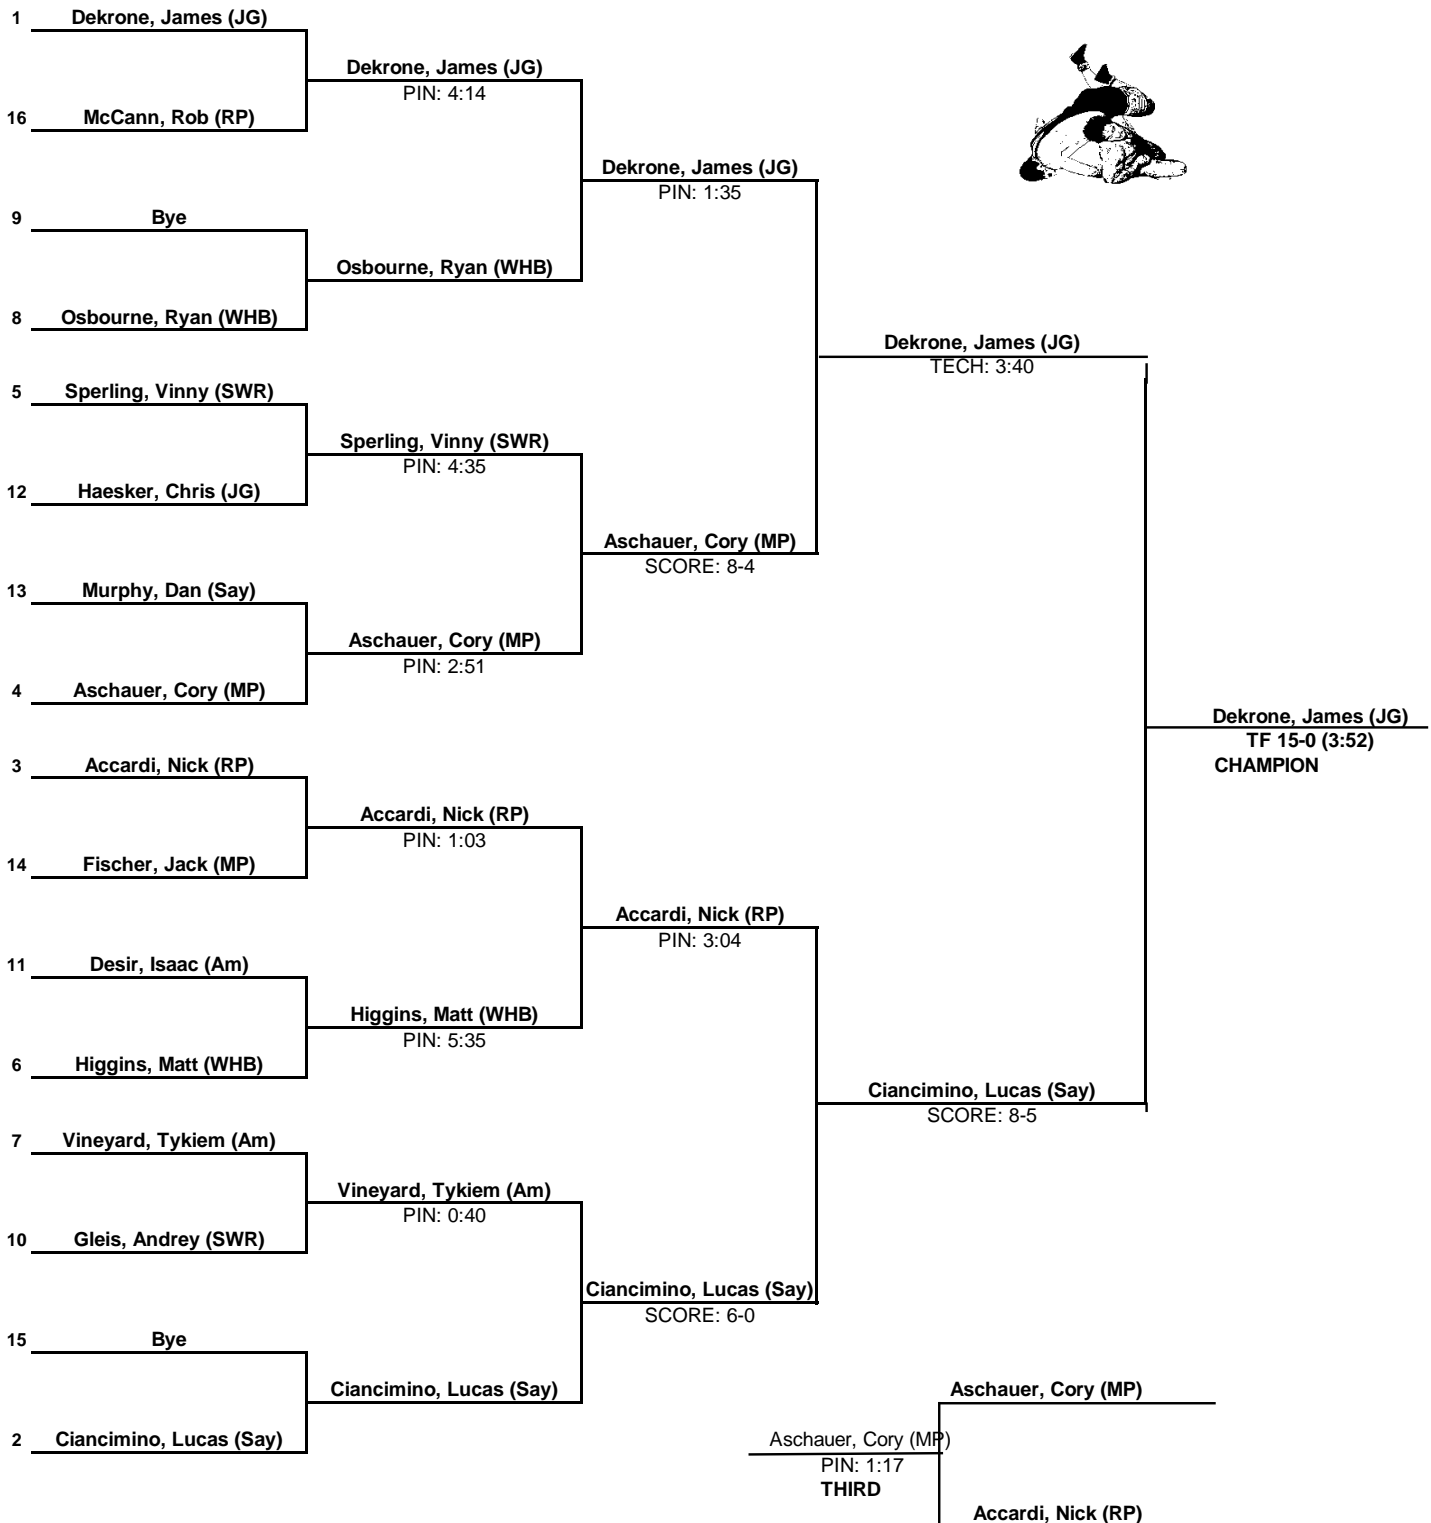 1 Dekrone, James (JG)
Dekrone, James (JG)
PIN: 4:14
16 McCann, Rob (RP)
Dekrone, James (JG)
PIN: 1:35
9 Bye
Osbourne, Ryan (WHB)
8 Osbourne, Ryan (WHB)
Dekrone, James (JG)
TECH: 3:40
5 Sperling, Vinny (SWR)
Sperling, Vinny (SWR)
PIN: 4:35
12 Haesker, Chris (JG)
Aschauer, Cory (MP)
SCORE: 8-4
13 Murphy, Dan (Say)
Aschauer, Cory (MP)
PIN: 2:51
4 Aschauer, Cory (MP)
Dekrone, James (JG)
TF 15-0 (3:52)
CHAMPION
3 Accardi, Nick (RP)
Accardi, Nick (RP)
PIN: 1:03
14 Fischer, Jack (MP)
Accardi, Nick (RP)
PIN: 3:04
11 Desir, Isaac (Am)
Higgins, Matt (WHB)
PIN: 5:35
6 Higgins, Matt (WHB)
Ciancimino, Lucas (Say)
SCORE: 8-5
7 Vineyard, Tykiem (Am)
Vineyard, Tykiem (Am)
PIN: 0:40
10 Gleis, Andrey (SWR)
Ciancimino, Lucas (Say)
SCORE: 6-0
15 Bye
Ciancimino, Lucas (Say)
2 Ciancimino, Lucas (Say)
Aschauer, Cory (MP)
Aschauer, Cory (MP)
PIN: 1:17
THIRD
Accardi, Nick (RP)